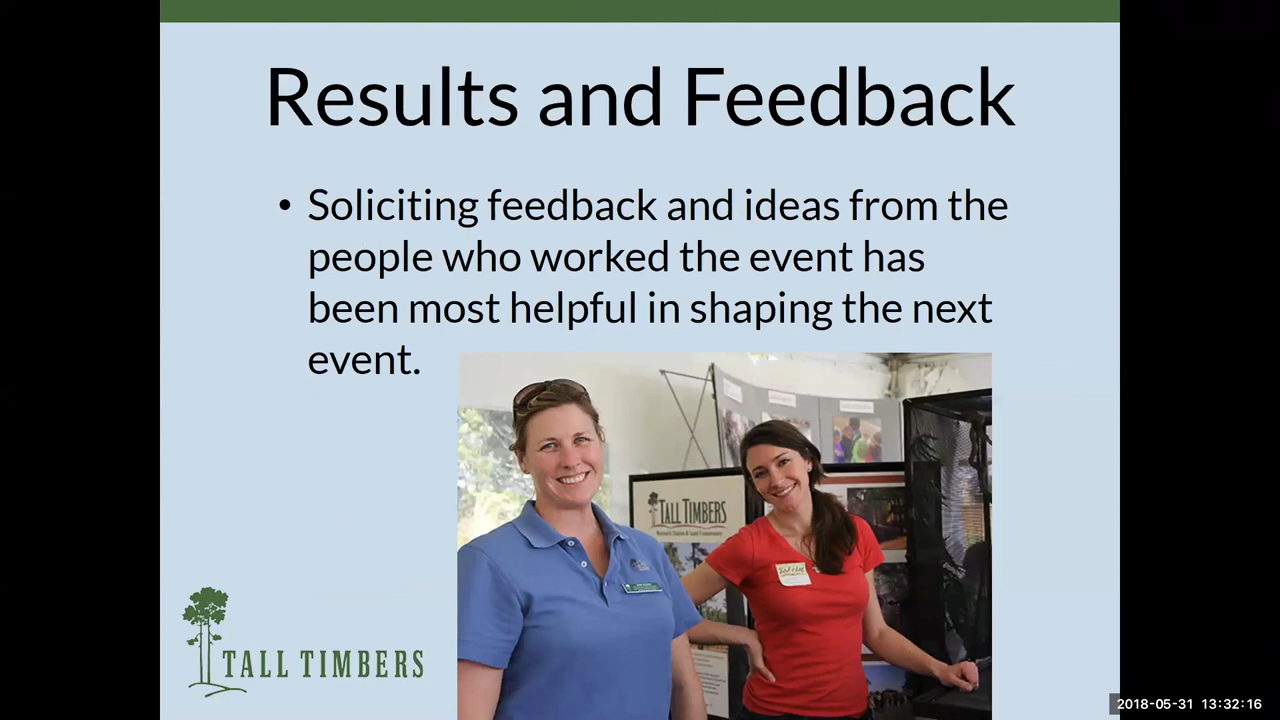 Results and Feedback
• Soliciting feedback and ideas from the
people who worked the event has
been most helpful in shaping the next
event.
TALL TIMBERS
TALL TIMBERS
2018-05-31 13:32:16